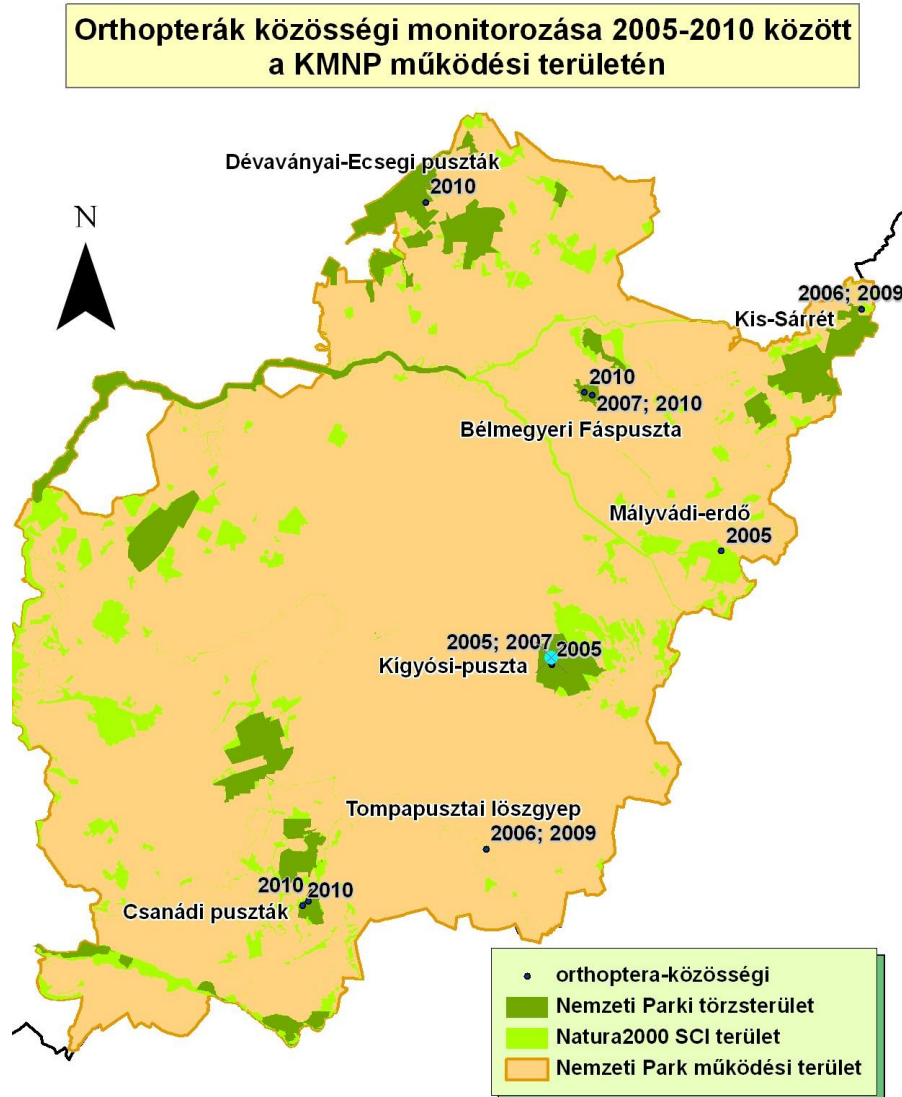 Orthopterák közösségi monitorozása 2005-2010 között
a KMNP működési területén
Dévaványai-Ecsegi puszták
2010
N
2006; 2009
Kis-Sárrét
2010
2007; 2010
Bélmegyeri Fáspuszta
Mályvádi-erdő
2005
2005; 2007
2005
Kígyósi-puszta
Tompapusztai löszgyep
2006; 2009
2010
2010
Csanádi puszták
orthoptera-közösségi
Nemzeti Parki törzsterület
Natura2000 SCI terület
Nemzeti Park működési terület